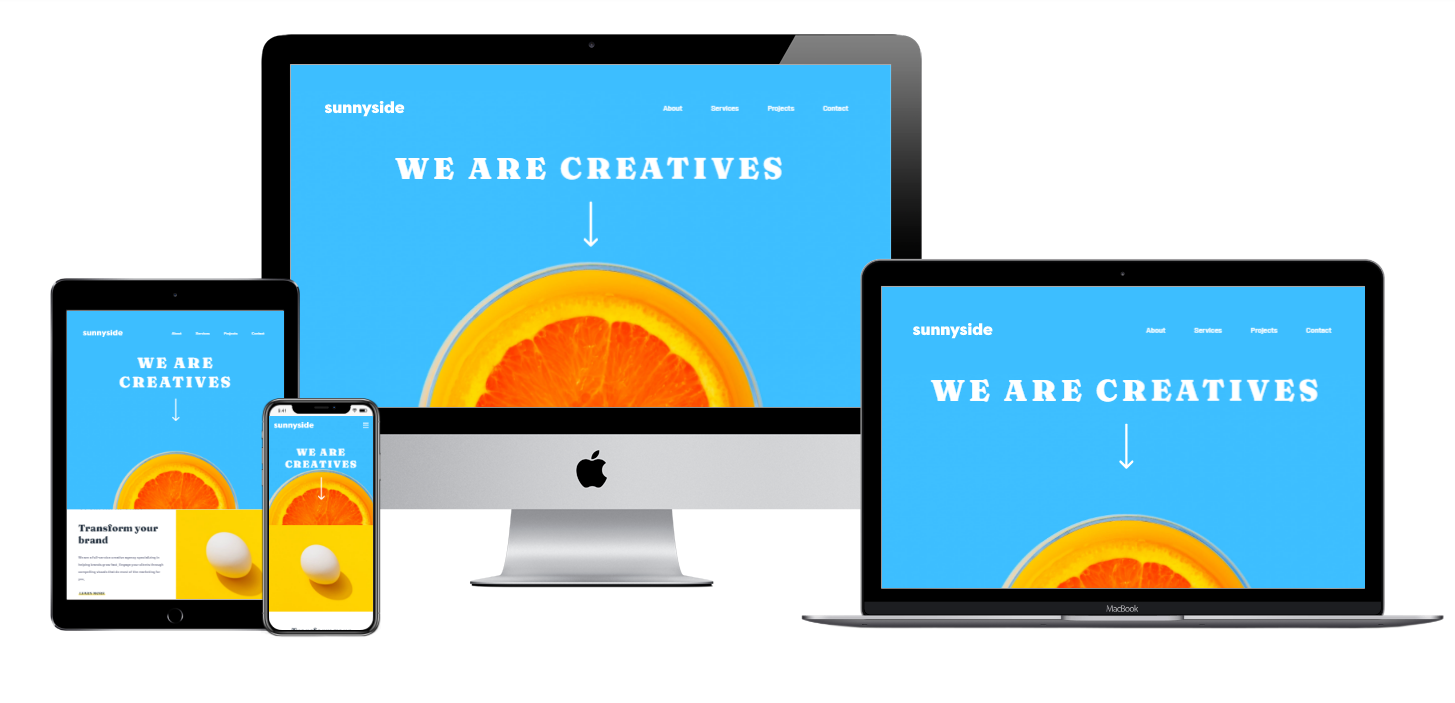 sunnyside About Services Projects Contact
WE ARE CREATIVES
sunnyside About Services Projects Contact
WE ARE
CREATIVES
Transform your
brand
LEARN MORE
9:41
sunnyside
WE ARE
CREATIVES
sunnyside About Services Projects Contact
WE ARE CREATIVES
MacBook